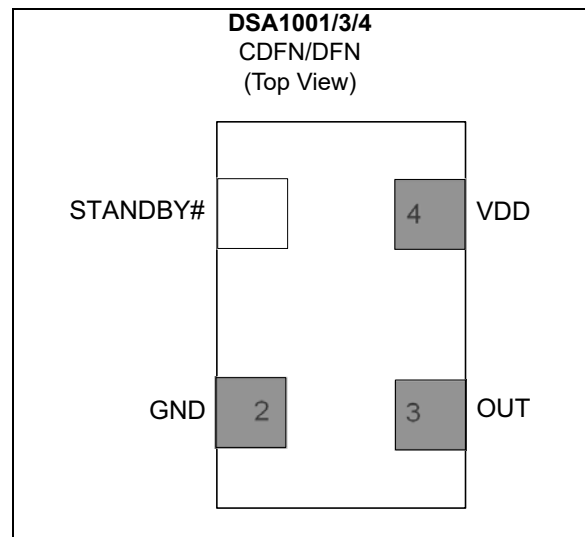 DSA1001/3/4
CDFN/DFN
(Top View)
STANDBY#
4 VDD
GND 2
3 OUT